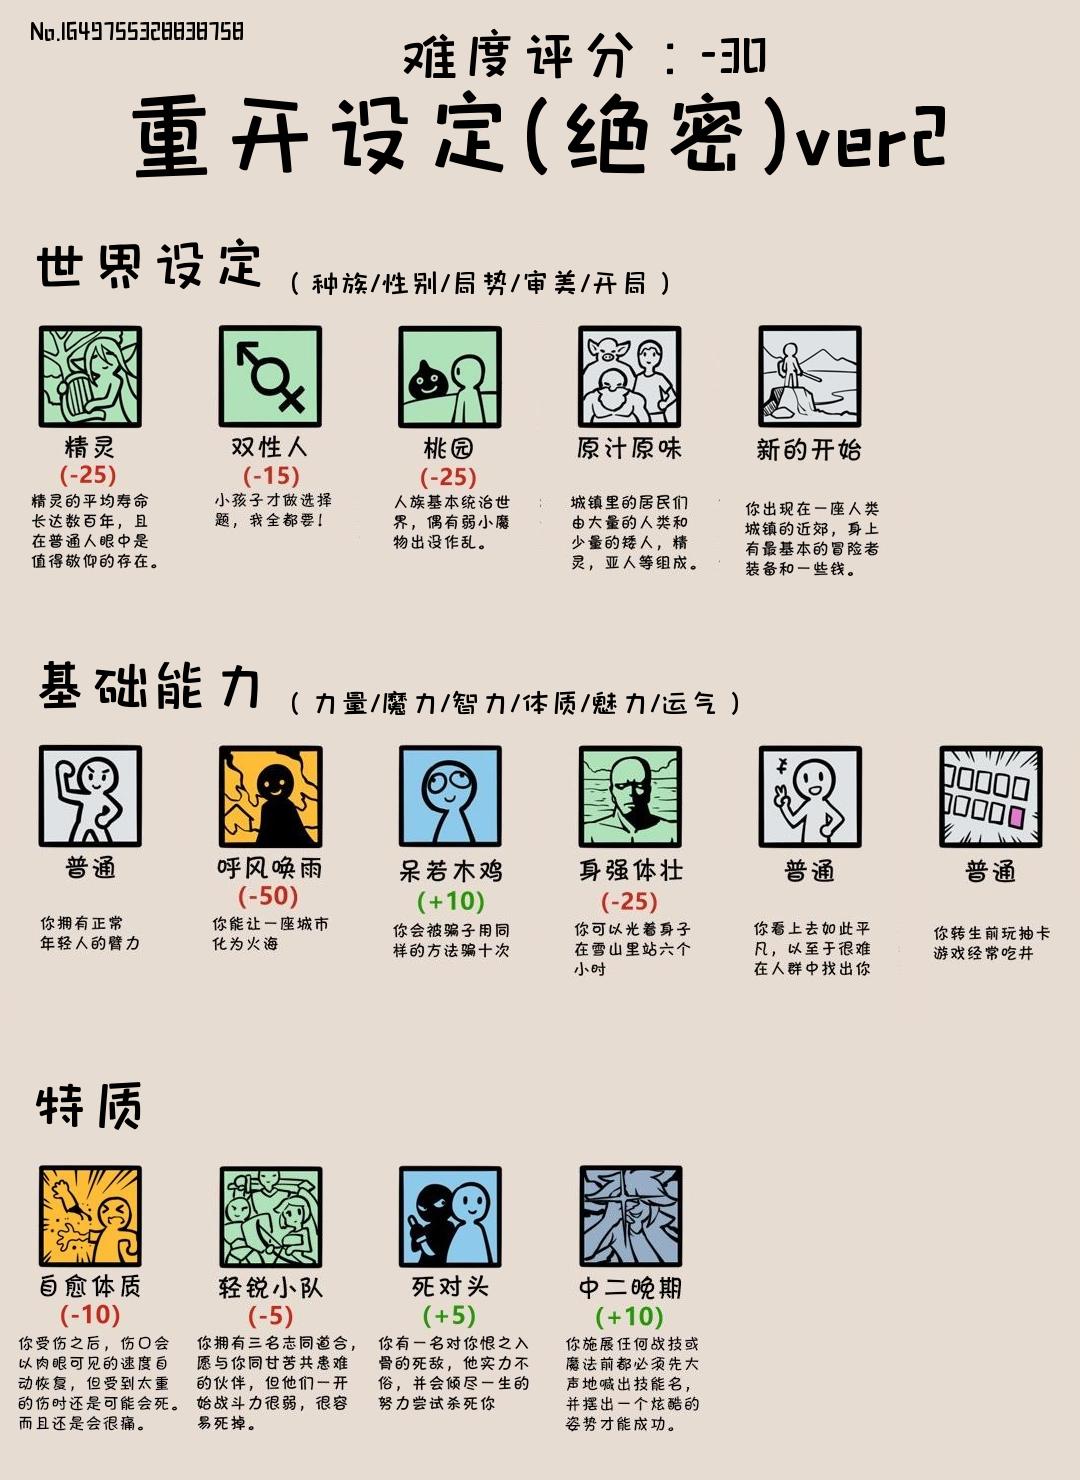 No.1649755328838758
难度评分：-30
重开设定(绝密)ver2
世界设定 ( 种族/性别/局势/审美/开局 )
精灵
(-25)
精灵的平均寿命
长达数百年，且
在普通人眼中是
值得敬仰的存在。
双性人
(-15)
小孩子才做选择
题，我全都要！
桃园
(-25)
人族基本统治世
界，偶有弱小魔
物出没作乱。
原汁原味
城镇里的居民们
由大量的人类和
少量的矮人，精
灵，亚人等组成。
新的开始
你出现在一座人类
城镇的近郊，身上
有最基本的冒险者
装备和一些钱。
基础能力 ( 力量/魔力/智力/体质/魅力/运气 )
普通
你拥有正常
年轻人的臂力
呼风唤雨
(-50)
你能让一座城市
化为火海
呆若木鸡
(+10)
你会被骗子用同
样的方法骗十次
身强体壮
(-25)
你可以光着身子
在雪山里站六个
小时
普通
你看上去如此平
凡，以至于很难
在人群中找出你
普通
你转生前玩抽卡
游戏经常吃井
特质
自愈体质
(-10)
你受伤之后，伤口会
以肉眼可见的速度自
动恢复，但受到太重
的伤时还是可能会死。
而且还是会很痛。
轻锐小队
(-5)
你拥有三名志同道合，
愿与你同甘苦共患难
的伙伴，但他们一开
始战斗力很弱，很容
易死掉。
死对头
(+5)
你有一名对你恨之入
骨的死敌，他实力不
俗，并会倾尽一生的
努力尝试杀死你
中二晚期
(+10)
你施展任何战技或
魔法前都必须先大
声地喊出技能名，
并摆出一个炫酷的
姿势才能成功。